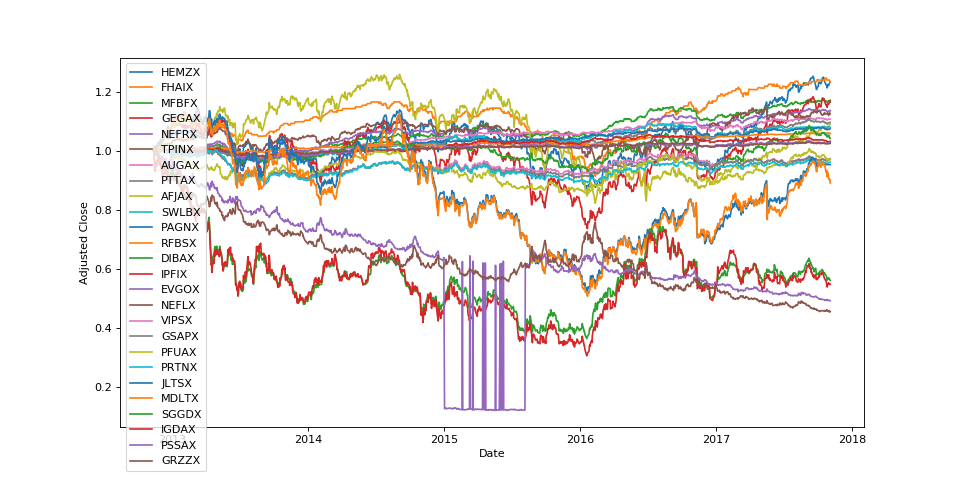 HEMZX
FHAIX
MFBFX
GEGAX
NEFRX
TPINX
AUGAX
PTTAX
AFJAX
SWLBX
PAGNX
RFBSX
DIBAX
IPFIX
EVGOX
NEFLX
VIPSX
GSAPX
PFUAX
PRTNX
JLTSX
MDLTX
SGGDX
IGDAX
PSSAX
GRZZX
1.2
1.0
0.8
0.6
0.4
0.2
Adjusted Close
2013 2014 2015 2016 2017 2018
Date